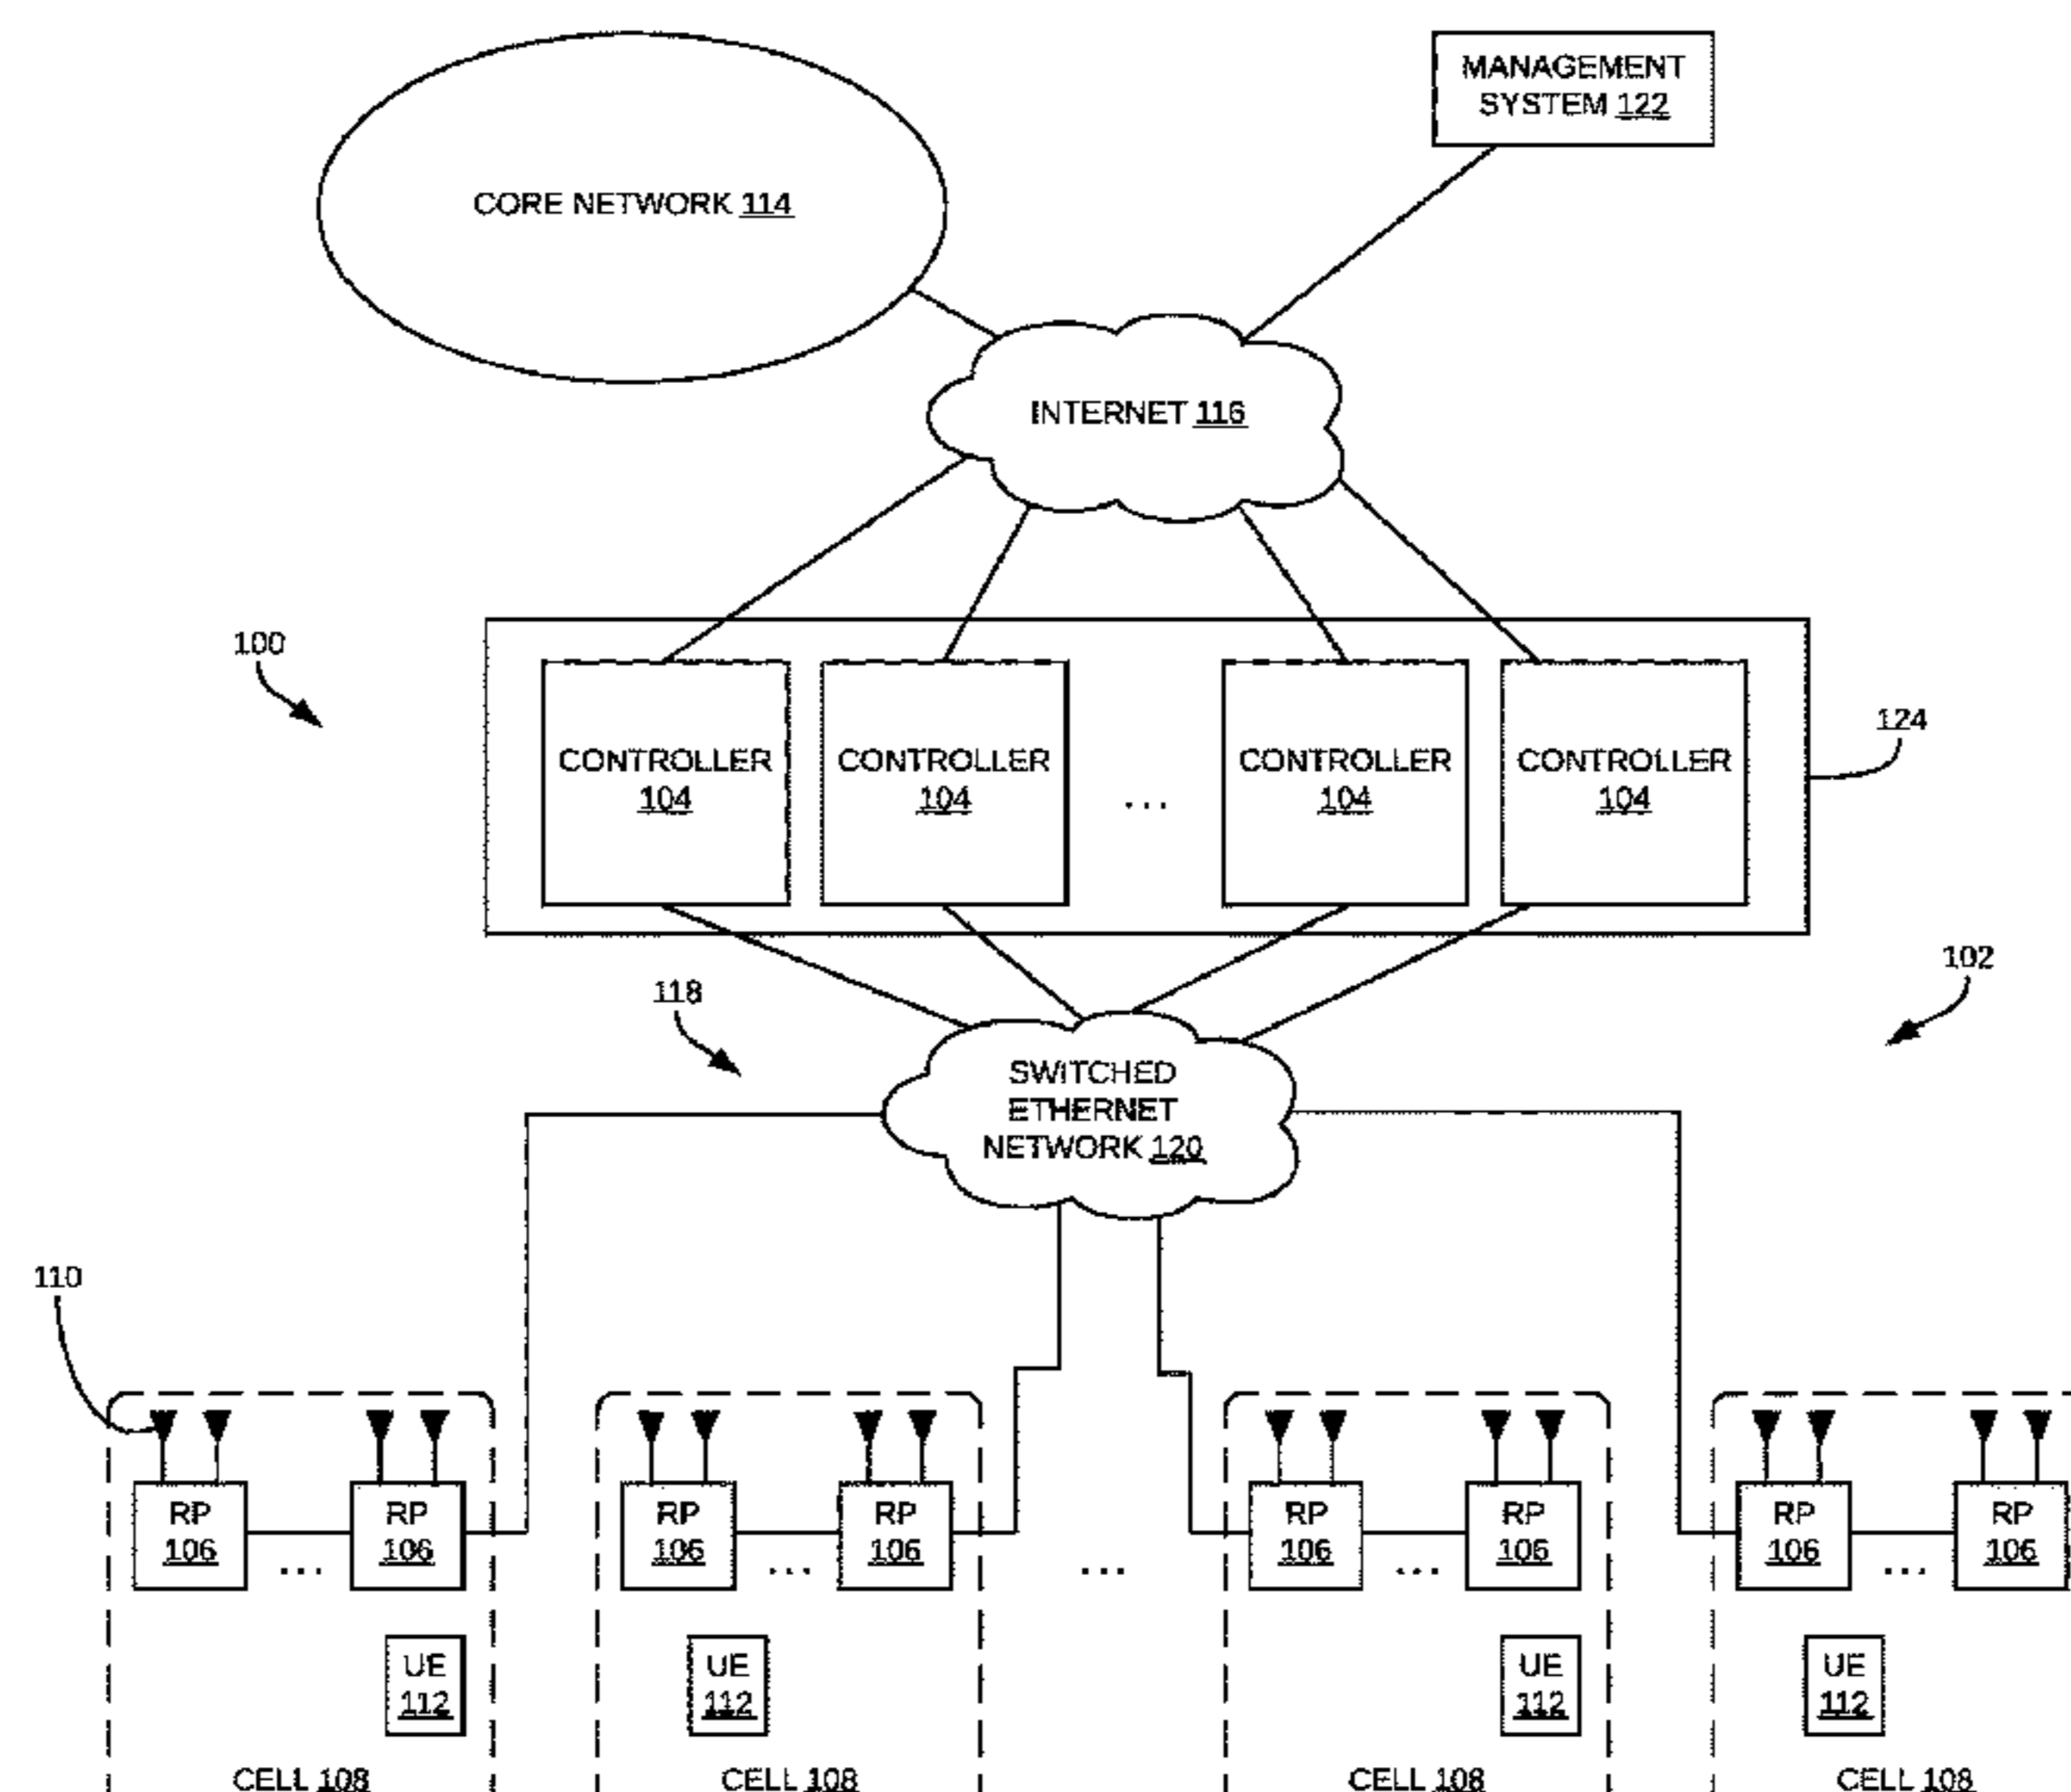 MANAGEMENT
SYSTEM 122
CORE NETWORK 114
INTERNET 116
100
124
CONTROLLER
104
CONTROLLER
104
...
CONTROLLER
104
CONTROLLER
104
102
118
SWITCHED
ETHERNET
NETWORK 120
110
RP
106
...
RP
106
RP
106
...
RP
106
...
RP
106
...
RP
106
RP
106
...
RP
106
UE
112
UE
112
UE
112
UE
112
CELL 108
CELL 108
CELL 108
CELL 108